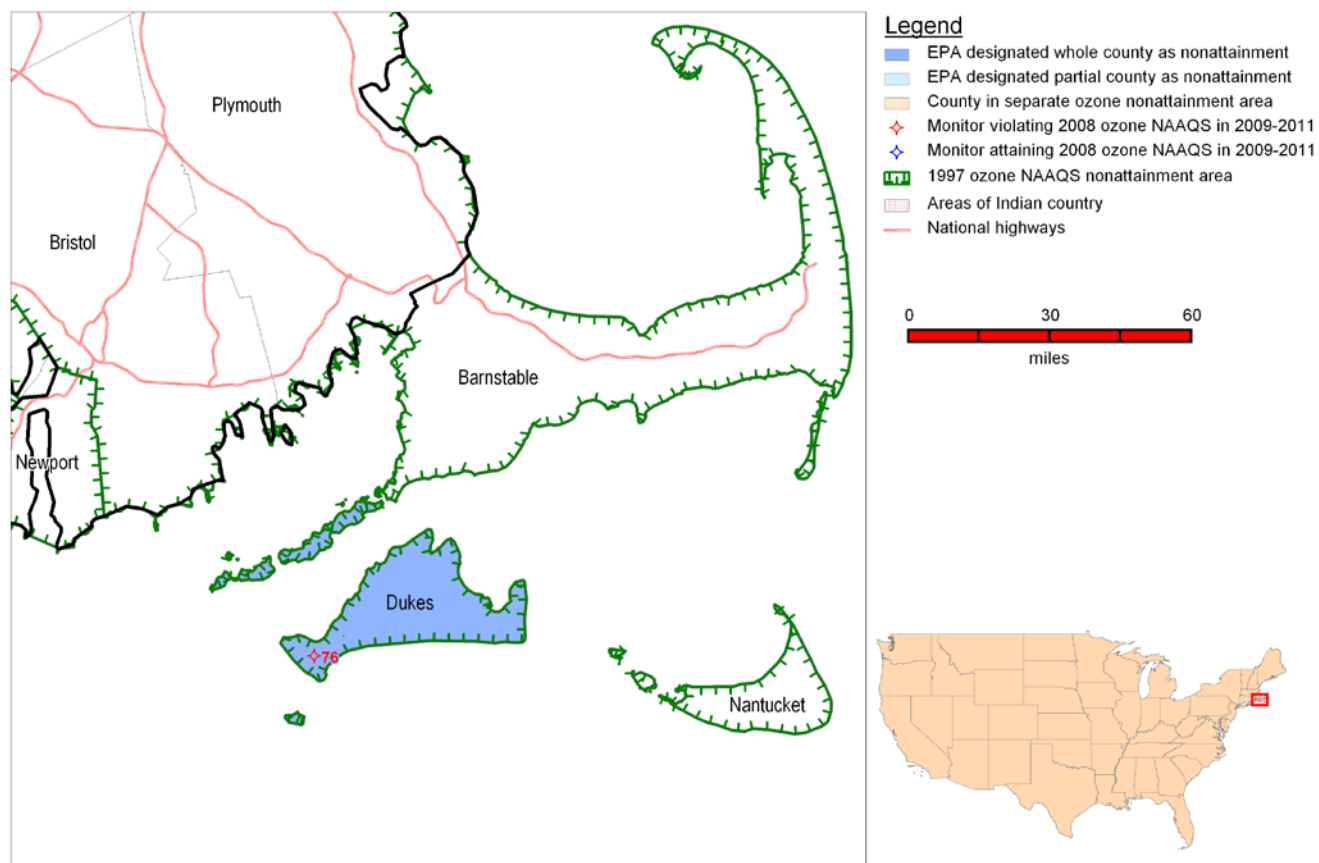 Plymouth
Bristol
Barnstable
Newport
Dukes
76
Nantucket
Legend
EPA designated whole county as nonattainment
EPA designated partial county as nonattainment
County in separate ozone nonattainment area
Monitor violating 2008 ozone NAAQS in 2009-2011
Monitor attaining 2008 ozone NAAQS in 2009-2011
1997 ozone NAAQS nonattainment area
Areas of Indian country
National highways
0 30 60
miles